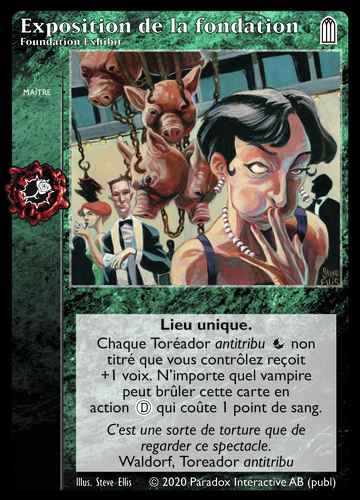 Exposition de la fondation
Foundation Exhibit
MAÎTRE
BRUCE
ELLIS
Lieu unique.
Chaque Toréador antitribu non
titré que vous contrôlez reçoit
+1 voix. N'importe quel vampire
peut brûler cette carte en
action Ⓓ qui coûte 1 point de sang.
C'est une sorte de torture que de
regarder ce spectacle.
Waldorf, Toreador antitribu
Illus. Steve Ellis © 2020 Paradox Interactive AB (publ)